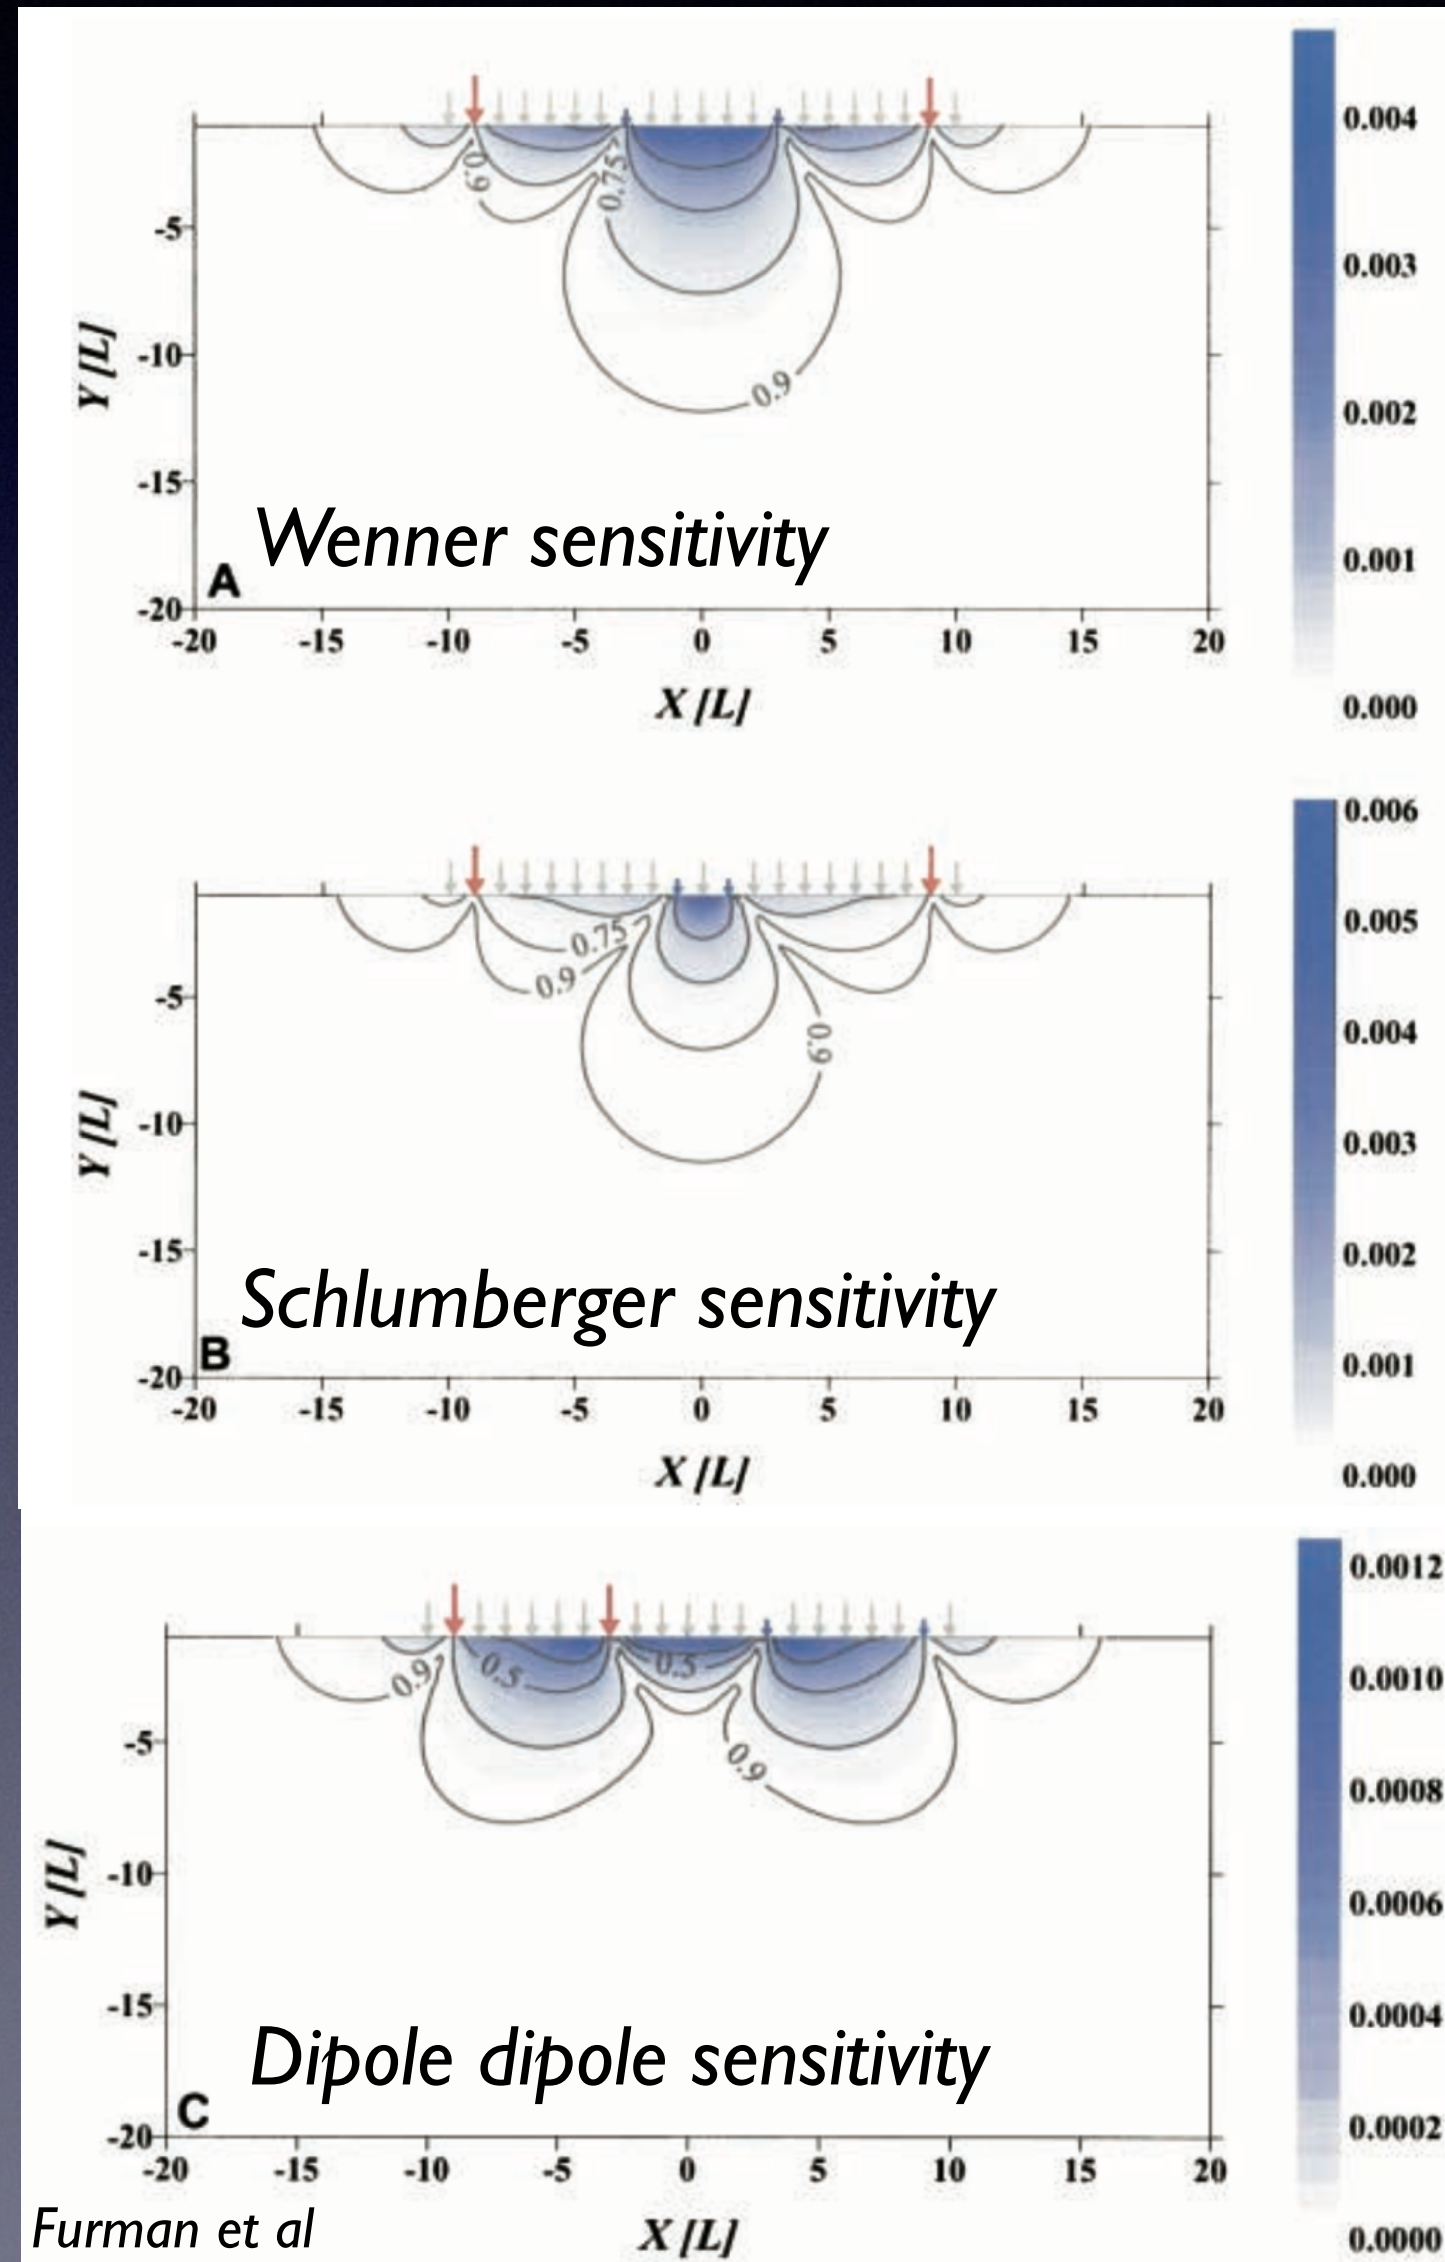 0.004
0.003
0.002
0.001
0.000
0.9
0.75
0.9
-5
-10
-15
-20
Y [L]
Wenner sensitivity
A
-20 -15 -10 -5 0 5 10 15 20
X [L]
0.006
0.005
0.004
0.003
0.002
0.001
0.000
0.75
0.9
0.9
-5
-10
-15
-20
Y [L]
Schlumberger sensitivity
B
-20 -15 -10 -5 0 5 10 15 20
X [L]
0.0012
0.0010
0.0008
0.0006
0.0004
0.0002
0.0000
0.9
0.5
0.5
0.9
-5
-10
-15
-20
Y [L]
Dipole dipole sensitivity
C
-20 -15 -10 -5 0 5 10 15 20
Furman et al
X [L]